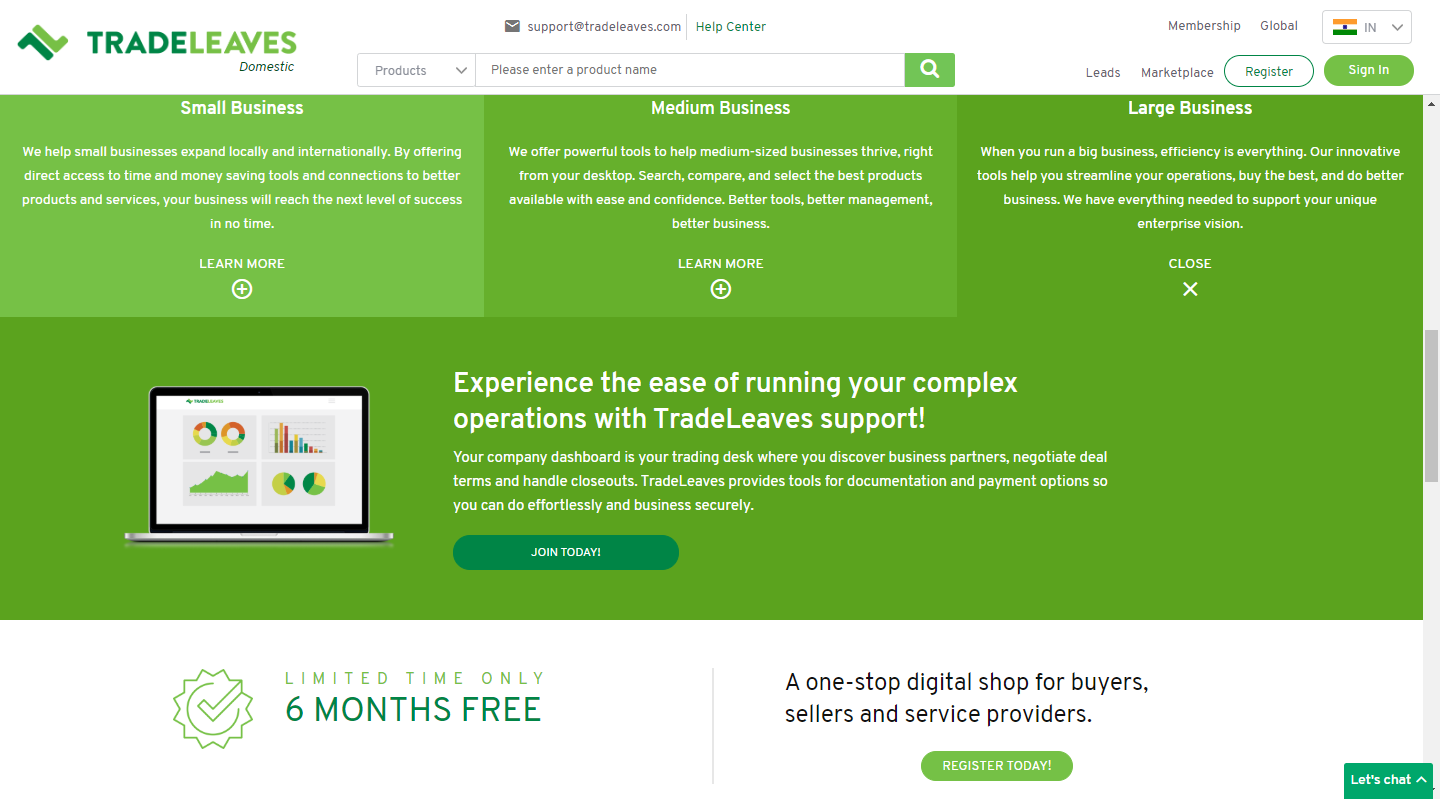 support@tradeleaves.com
Help Center
Membership
Global
IN
TRADELEAVES
Domestic
Products
Please enter a product name
Leads
Marketplace
Register
Sign In
Small Business
We help small businesses expand locally and internationally. By offering
direct access to time and money saving tools and connections to better
products and services, your business will reach the next level of success
in no time.
LEARN MORE
Medium Business
We offer powerful tools to help medium-sized businesses thrive, right
from your desktop. Search, compare, and select the best products
available with ease and confidence. Better tools, better management,
better business.
LEARN MORE
Large Business
When you run a big business, efficiency is everything. Our innovative
tools help you streamline your operations, buy the best, and do better
business. We have everything needed to support your unique
enterprise vision.
CLOSE
TRADELEAVES
Experience the ease of running your complex
operations with TradeLeaves support!
Your company dashboard is your trading desk where you discover business partners, negotiate deal
terms and handle closeouts. TradeLeaves provides tools for documentation and payment options so
you can do effortlessly and business securely.
JOIN TODAY!
LIMITED TIME ONLY
6 MONTHS FREE
A one-stop digital shop for buyers,
sellers and service providers.
REGISTER TODAY!
Let's chat